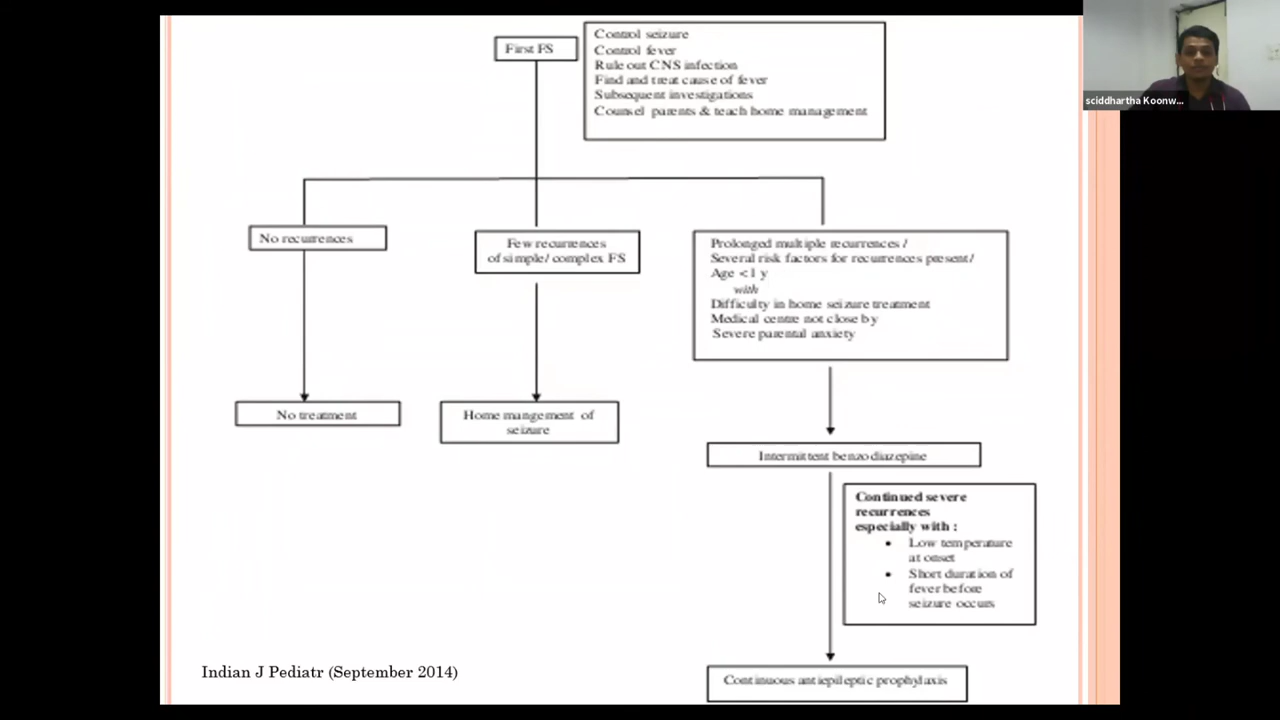 First FS
Control seizure
Control fever
Rule out CNS infection
Find and treat cause of fever
Subsequent investigations
Counsel parents & teach home management
No recurrences
Few recurrences
of simple/ complex FS
Prolonged multiple recurrences /
Several risk factors for recurrences present/
Age <1 y
with
Difficulty in home seizure treatment
Medical centre not close by
Severe parental anxiety
No treatment
Home mangement of
seizure
Intermittent benzodiazepine
Continued severe
recurrences
especially with :
• Low temperature
at onset
• Short duration of
fever before
seizure occurs
Continuous antiepileptic prophylaxis
Indian J Pediatr (September 2014)
sciddhartha Koonw...